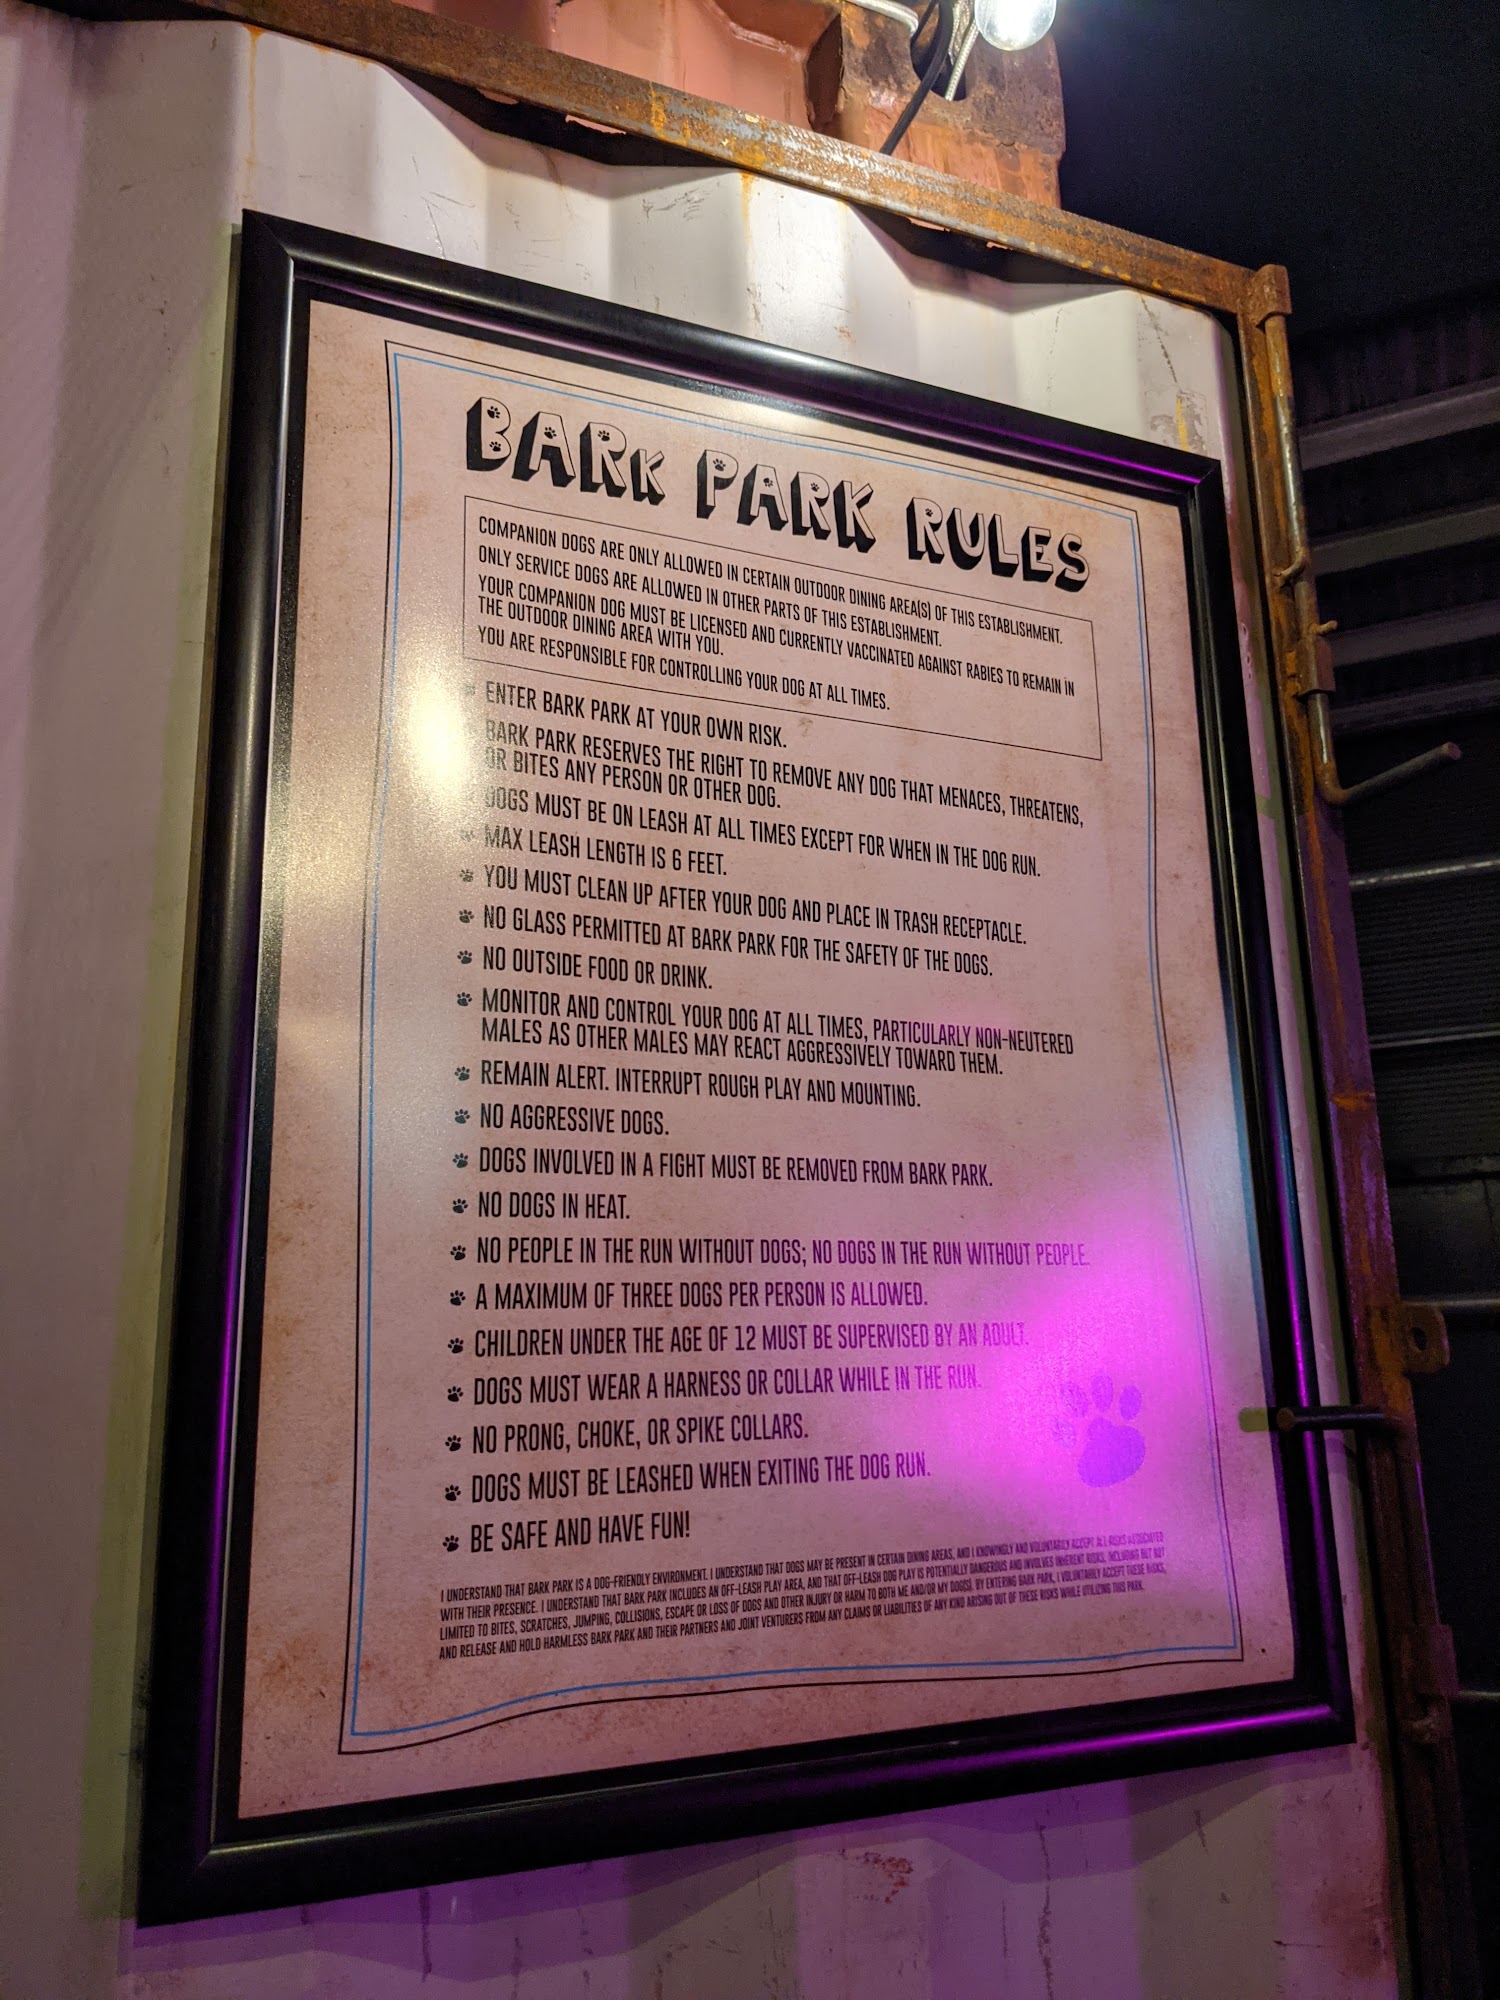 BARK PARK RULES
COMPANION DOGS ARE ONLY ALLOWED IN CERTAIN OUTDOOR DINING AREA(S) OF THIS ESTABLISHMENT.
ONLY SERVICE DOGS ARE ALLOWED IN OTHER PARTS OF THIS ESTABLISHMENT.
YOUR COMPANION DOG MUST BE LICENSED AND CURRENTLY VACCINATED AGAINST RABIES TO REMAIN IN
THE OUTDOOR DINING AREA WITH YOU.
YOU ARE RESPONSIBLE FOR CONTROLLING YOUR DOG AT ALL TIMES.
ENTER BARK PARK AT YOUR OWN RISK.
BARK PARK RESERVES THE RIGHT TO REMOVE ANY DOG THAT MENACES, THREATENS,
OR BITES ANY PERSON OR OTHER DOG.
DOGS MUST BE ON LEASH AT ALL TIMES EXCEPT FOR WHEN IN THE DOG RUN.
MAX LEASH LENGTH IS 6 FEET.
YOU MUST CLEAN UP AFTER YOUR DOG AND PLACE IN TRASH RECEPTACLE.
NO GLASS PERMITTED AT BARK PARK FOR THE SAFETY OF THE DOGS.
NO OUTSIDE FOOD OR DRINK.
MONITOR AND CONTROL YOUR DOG AT ALL TIMES, PARTICULARLY NON-NEUTERED
MALES AS OTHER MALES MAY REACT AGGRESSIVELY TOWARD THEM.
REMAIN ALERT. INTERRUPT ROUGH PLAY AND MOUNTING.
NO AGGRESSIVE DOGS.
DOGS INVOLVED IN A FIGHT MUST BE REMOVED FROM BARK PARK.
NO DOGS IN HEAT.
NO PEOPLE IN THE RUN WITHOUT DOGS; NO DOGS IN THE RUN WITHOUT PEOPLE.
A MAXIMUM OF THREE DOGS PER PERSON IS ALLOWED.
CHILDREN UNDER THE AGE OF 12 MUST BE SUPERVISED BY AN ADULT.
DOGS MUST WEAR A HARNESS OR COLLAR WHILE IN THE RUN.
NO PRONG, CHOKE, OR SPIKE COLLARS.
DOGS MUST BE LEASHED WHEN EXITING THE DOG RUN.
BE SAFE AND HAVE FUN!
I UNDERSTAND THAT BARK PARK IS A DOG-FRIENDLY ENVIRONMENT. I UNDERSTAND THAT DOGS MAY BE PRESENT IN CERTAIN DINING AREAS, AND I KNOWINGLY AND VOLUNTARILY ACCEPT ALL RISKS ASSOCIATED
WITH THEIR PRESENCE. I UNDERSTAND THAT BARK PARK INCLUDES AN OFF-LEASH PLAY AREA, AND THAT OFF-LEASH DOG PLAY IS POTENTIALLY DANGEROUS AND INVOLVES INHERENT RISKS, INCLUDING BUT NOT
LIMITED TO BITES, SCRATCHES, JUMPING, COLLISIONS, ESCAPE OR LOSS OF DOGS AND OTHER INJURY OR HARM TO BOTH ME AND/OR MY DOG(S). BY ENTERING BARK PARK, I VOLUNTARILY ACCEPT THESE RISKS,
AND RELEASE AND HOLD HARMLESS BARK PARK AND THEIR PARTNERS AND JOINT VENTURERS FROM ANY CLAIMS OR LIABILITIES OF ANY KIND ARISING OUT OF THESE RISKS WHILE UTILIZING THIS PARK.